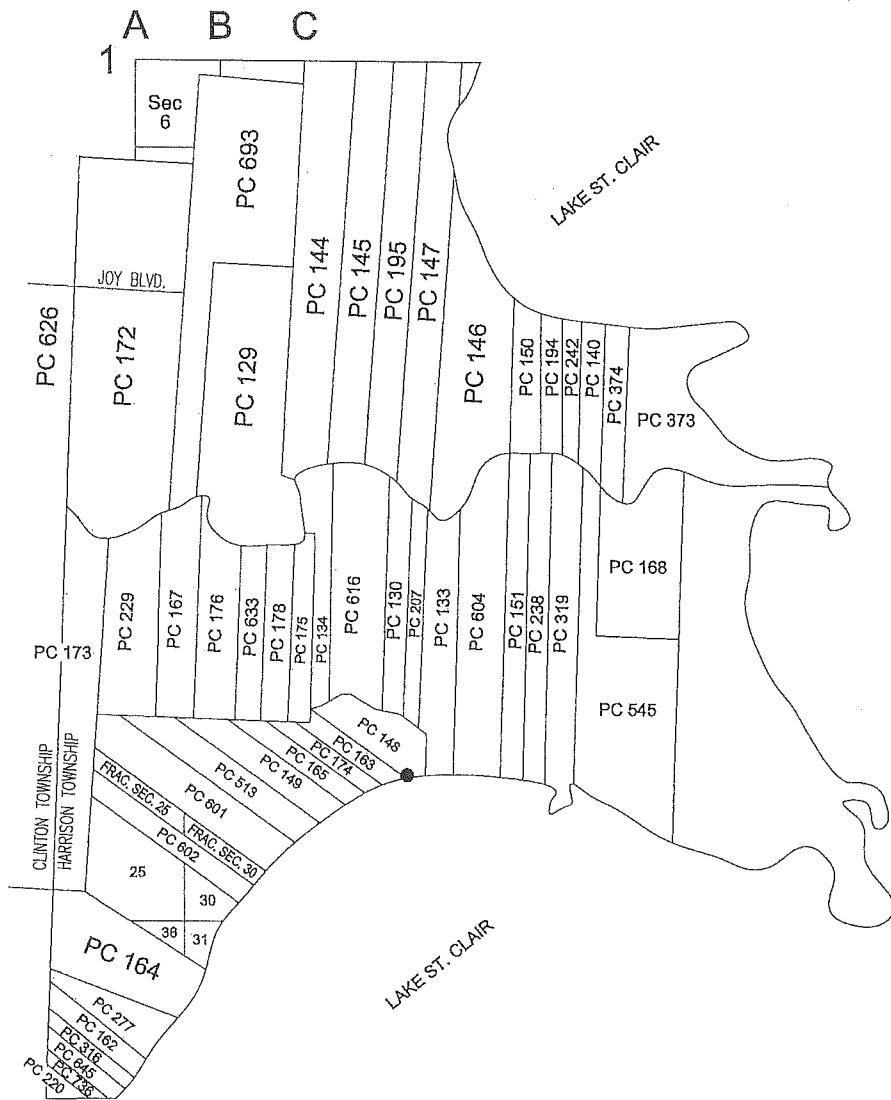 A B C
1
Sec
6
PC 693
LAKE ST. CLAIR
PC 144
PC 145
PC 195
PC 147
JOY BLVD.
PC 626
PC 172
PC 129
PC 146
PC 150
PC 194
PC 242
PC 140
PC 374
PC 373
PC 168
PC 229
PC 167
PC 176
PC 633
PC 178
PC 175
PC 134
PC 616
PC 130
PC 207
PC 133
PC 604
PC 151
PC 238
PC 319
PC 173
PC 545
PC 148
PC 163
PC 174
PC 165
PC 149
PC 513
PC 601
FRAC. SEC. 25
FRAC. SEC. 30
PC 602
CLINTON TOWNSHIP
HARRISON TOWNSHIP
25
30
36
31
PC 164
LAKE ST. CLAIR
PC 277
PC 162
PC 316
PC 645
PC 736
PC 220